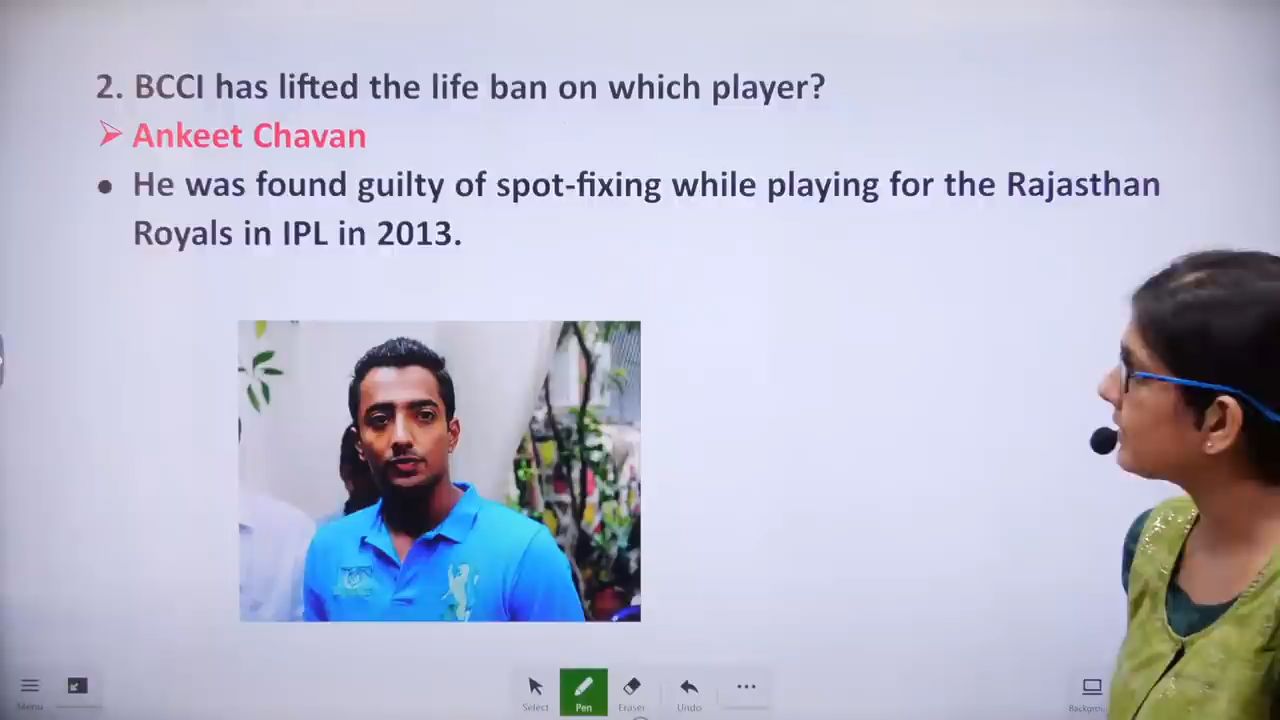 2. BCCI has lifted the life ban on which player?
➢ Ankeet Chavan
• He was found guilty of spot-fixing while playing for the Rajasthan
Royals in IPL in 2013.
Menu
Select
Pen
Eraser
Undo